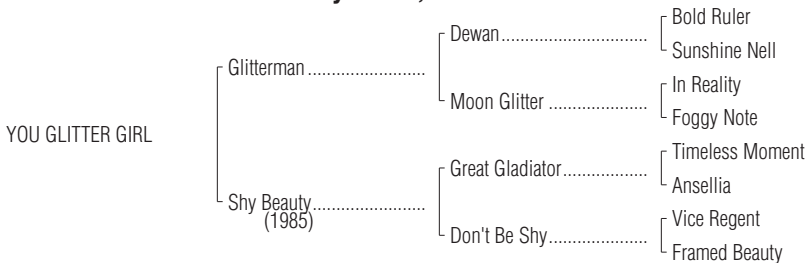 Bold Ruler
Dewan
Sunshine Nell
Glitterman
In Reality
Moon Glitter
Foggy Note
YOU GLITTER GIRL
Timeless Moment
Great Gladiator
Ansellia
Shy Beauty
(1985)
Vice Regent
Don't Be Shy
Framed Beauty